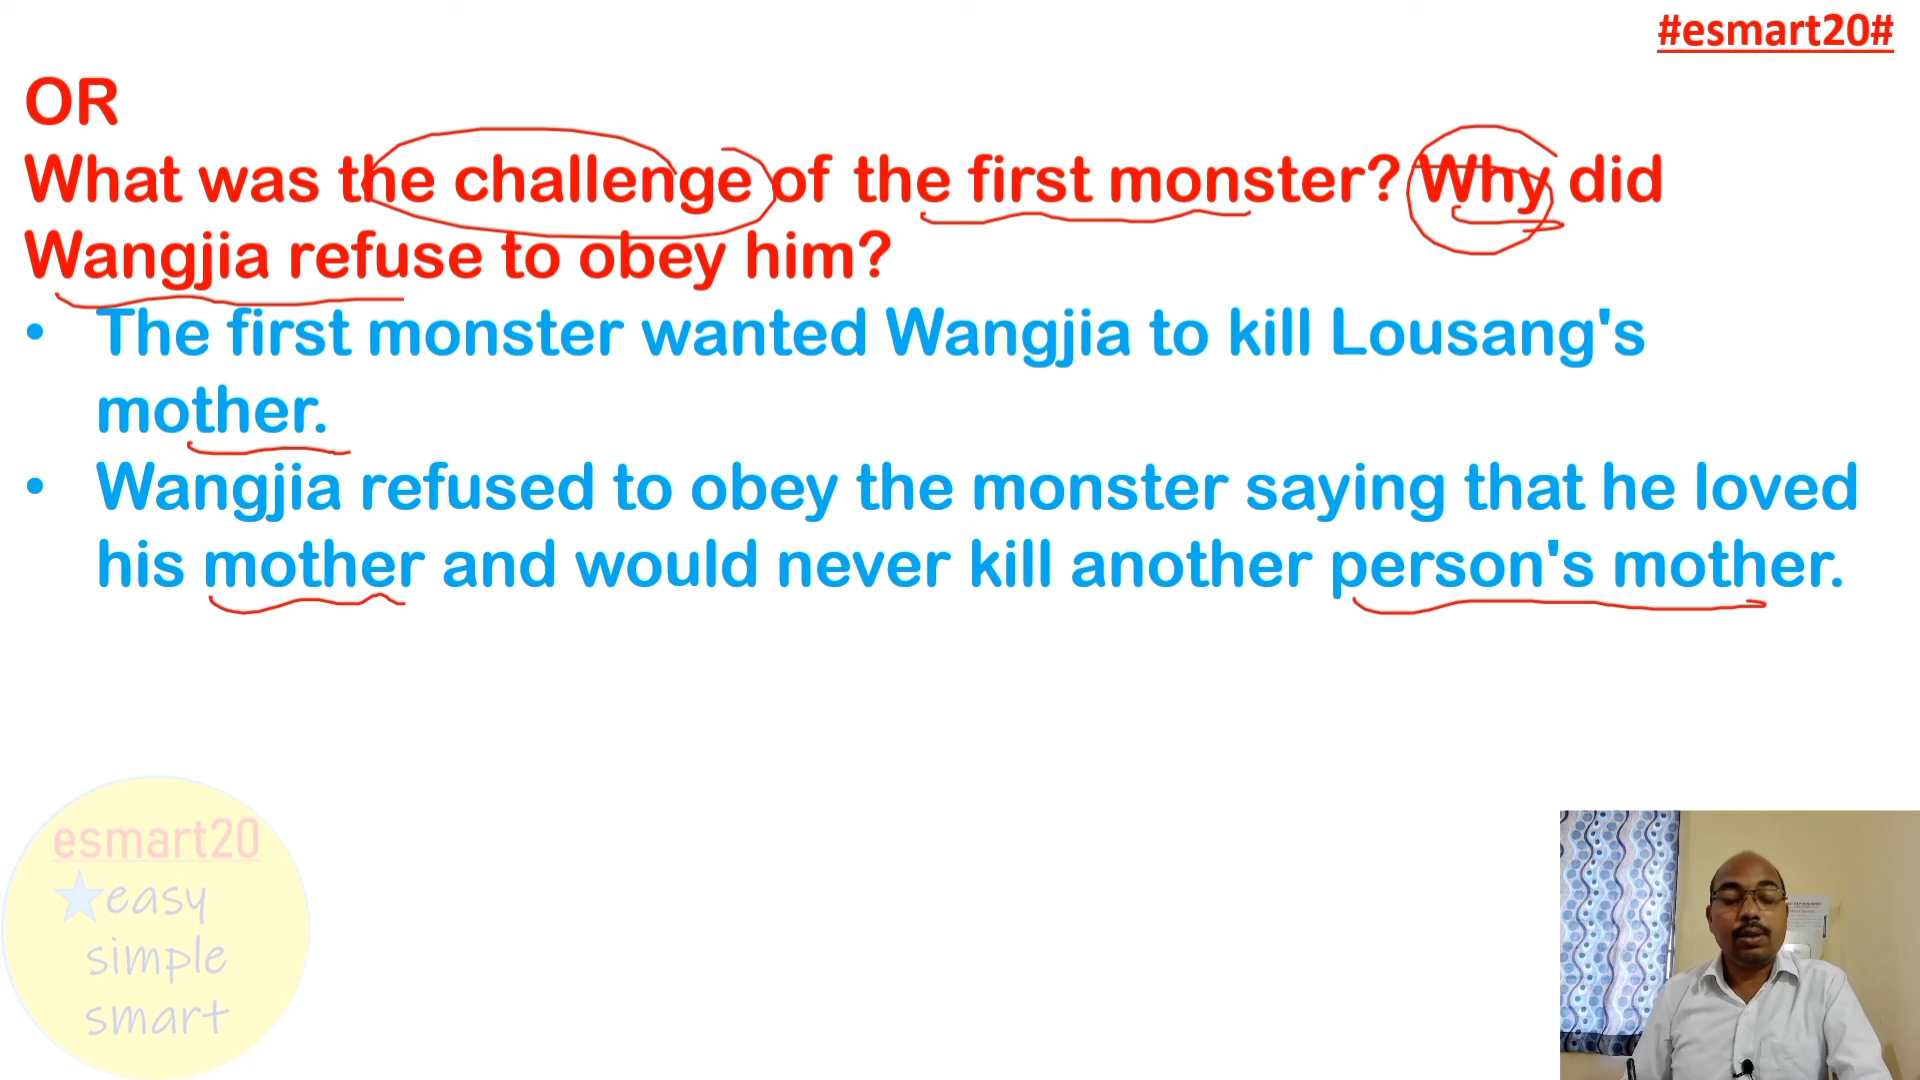 #esmart20#
OR
What was the challenge of the first monster? Why did
Wangjia refuse to obey him?
• The first monster wanted Wangjia to kill Lousang's
mother.
• Wangjia refused to obey the monster saying that he loved
his mother and would never kill another person's mother.
esmart20
easy
simple
smart